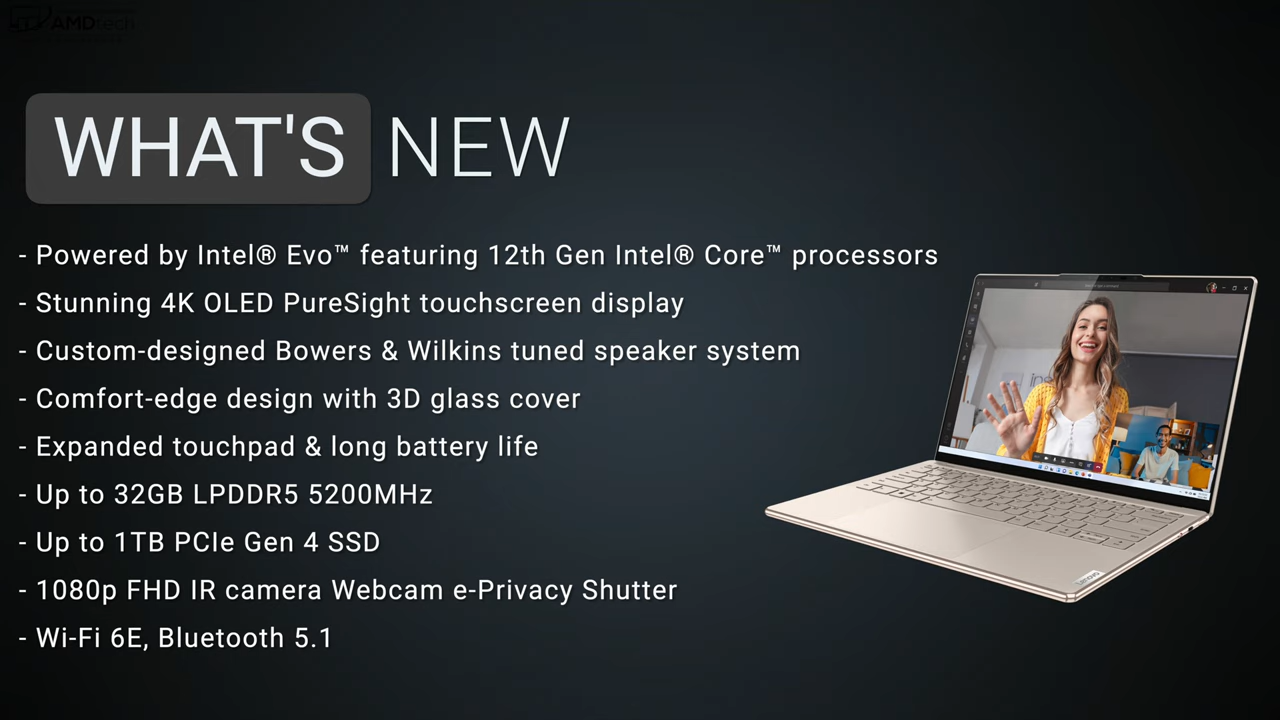 AMDtech
WHAT'S NEW
- Powered by Intel® Evo™ featuring 12th Gen Intel® Core™ processors
- Stunning 4K OLED PureSight touchscreen display
- Custom-designed Bowers & Wilkins tuned speaker system
- Comfort-edge design with 3D glass cover
- Expanded touchpad & long battery life
- Up to 32GB LPDDR5 5200MHz
- Up to 1TB PCIe Gen 4 SSD
- 1080p FHD IR camera Webcam e-Privacy Shutter
- Wi-Fi 6E, Bluetooth 5.1
Lenovo